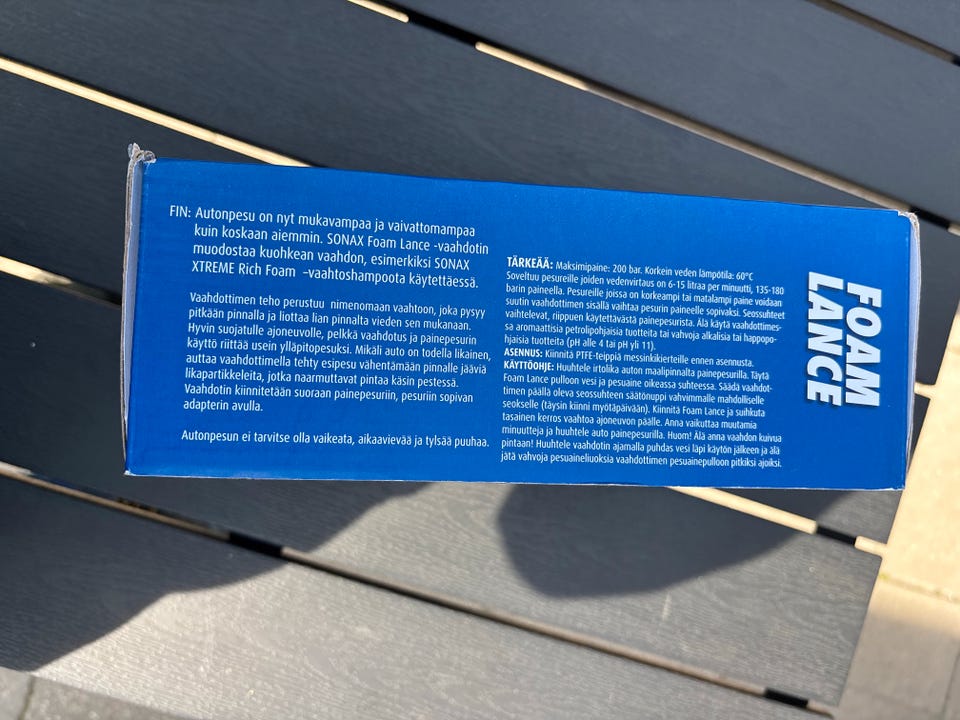 FIN: Autonpesu on nyt mukavampaa ja vaivattomampaa
kuin koskaan aiemmin. SONAX Foam Lance -vaahdotin
muodostaa kuohkean vaahdon, esimerkiksi SONAX
XTREME Rich Foam –vaahtoshampoota käytettäessä.
Vaahdottimen teho perustuu nimenomaan vaahtoon, joka pysyy
pitkään pinnalla ja liottaa lian pinnalta vieden sen mukanaan.
Hyvin suojatulle ajoneuvolle, pelkkä vaahdotus ja painepesurin
käyttö riittää usein ylläpitopesuksi. Mikäli auto on todella likainen,
auttaa vaahdottimella tehty esipesu vähentämään pinnalle jääviä
likapartikkeleita, jotka naarmuttavat pintaa käsin pestessä.
Vaahdotin kiinnitetään suoraan painepesuriin, pesuriin sopivan
adapterin avulla.
Autonpesun ei tarvitse olla vaikeata, aikaavievää ja tylsää puuhaa.
TÄRKEÄÄ: Maksimipaine: 200 bar. Korkein veden lämpötila: 60°C
Soveltuu pesureille joiden vedenvirtaus on 6-15 litraa per minuutti, 135-180
barin paineella. Pesureille joissa on korkeampi tai matalampi paine voidaan
suutin vaahdottimen sisällä vaihtaa pesurin paineelle sopivaksi. Seossuhteet
vaihtelevat, riippuen käytettävästä painepesurista. Älä käytä vaahdottimes-
sa aromaattisia petrolipohjaisia tuotteita tai vahvoja alkalisia tai happopo-
hjaisia tuotteita (pH alle 4 tai pH yli 11).
ASENNUS: Kiinnitä PTFE-teippiä messinkikierteille ennen asennusta.
KÄYTTÖOHJE: Huuhtele irtolika auton maalipinnalta painepesurilla. Täytä
Foam Lance pulloon vesi ja pesuaine oikeassa suhteessa. Säädä vaahdot-
timen päällä oleva seossuhteen säätönuppi vahvimmalle mahdolliselle
seokselle (täysin kiinni myötäpäivään). Kiinnitä Foam Lance ja suihkuta
tasainen kerros vaahtoa ajoneuvon päälle. Anna vaikuttaa muutamia
minuutteja ja huuhtele auto painepesurilla. Huom! Älä anna vaahdon kuivua
pintaan! Huuhtele vaahdotin ajamalla puhdas vesi läpi käytön jälkeen ja älä
jätä vahvoja pesuaineliuoksia vaahdottimen pesuainepulloon pitkiksi ajoiksi.
FOAM
LANCE